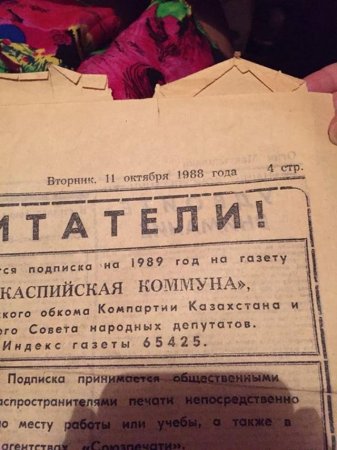 Вторник, 11 октября 1988 года 4 стр.
ИТАТЕЛИ!
тся подписка на 1989 год на газету
КАСПИЙСКАЯ КОММУНА»,
ского обкома Компартии Казахстана и
его Совета народных депутатов.
Индекс газеты 65425.
Подписка принимается общественными
аспространителями печати непосредственно
по месту работы или учебы, а также в
агентствах «Союзпечати».